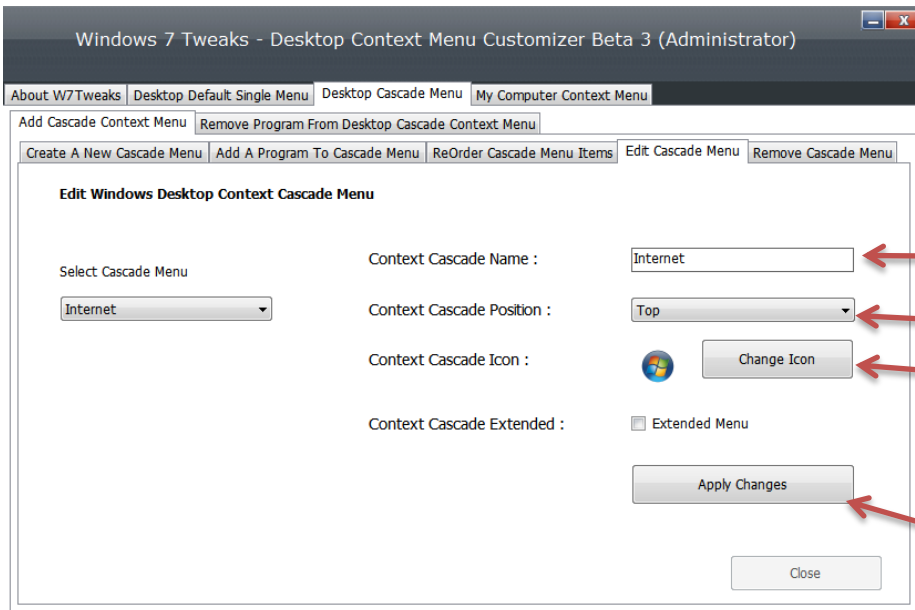 Windows 7 Tweaks - Desktop Context Menu Customizer Beta 3 (Administrator)
About W7Tweaks Desktop Default Single Menu Desktop Cascade Menu My Computer Context Menu
Add Cascade Context Menu Remove Program From Desktop Cascade Context Menu
Create A New Cascade Menu Add A Program To Cascade Menu ReOrder Cascade Menu Items Edit Cascade Menu Remove Cascade Menu
Edit Windows Desktop Context Cascade Menu
Context Cascade Name : Internet
Select Cascade Menu
Internet Context Cascade Position : Top
Context Cascade Icon : Change Icon
Context Cascade Extended : Extended Menu
Apply Changes
Close